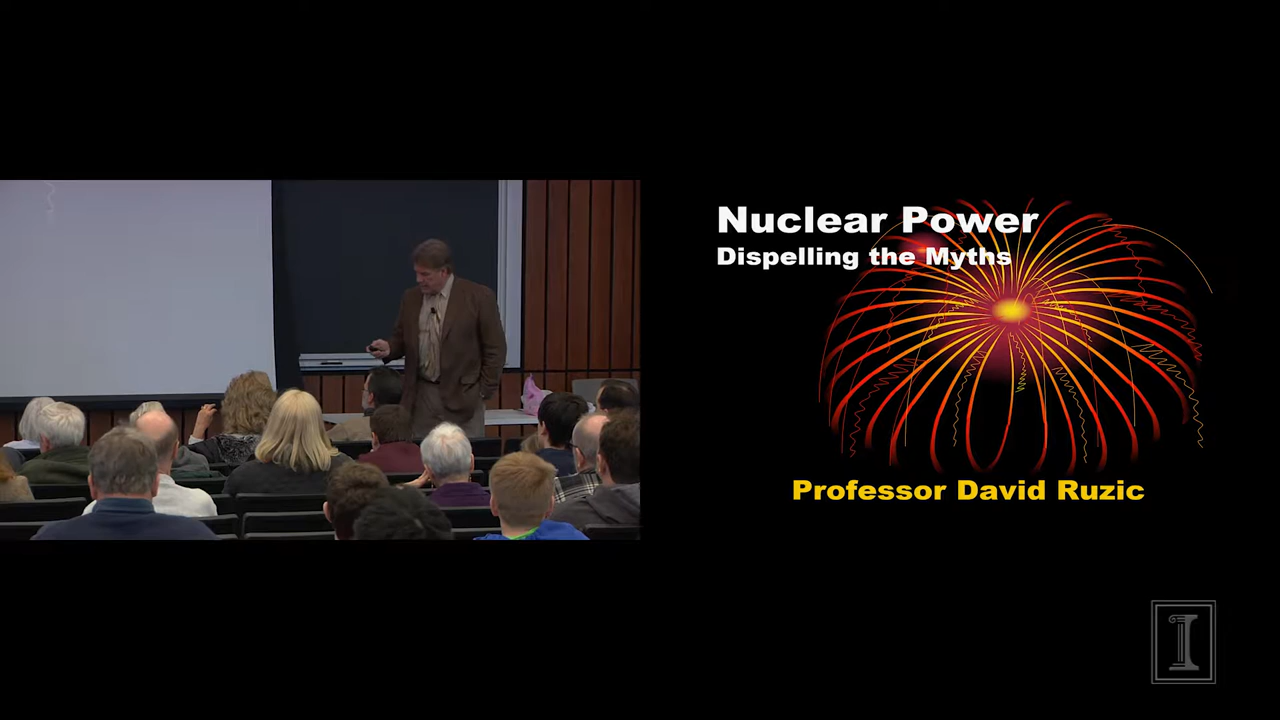 Nuclear Power
Dispelling the Myths
Professor David Ruzic
I